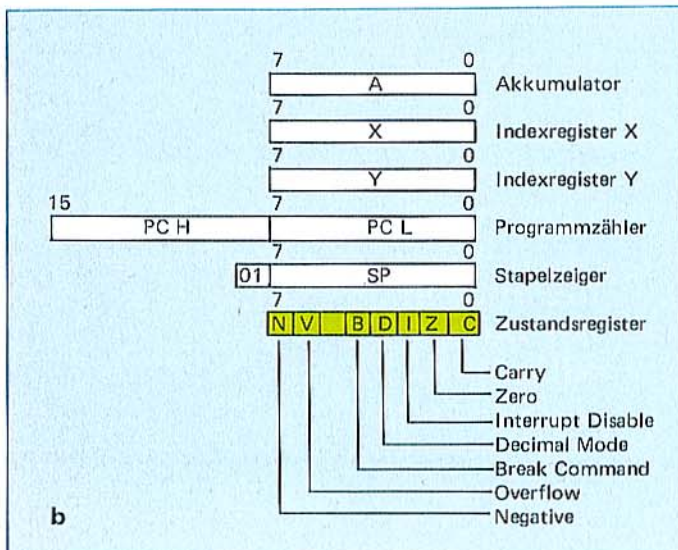 7 0
A Akkumulator
7 0
X Indexregister X
7 0
Y Indexregister Y
15 7 0
PC H PC L Programmzähler
7 0
01 SP Stapelzeiger
7 0
N V B D I Z C Zustandsregister
Carry
Zero
Interrupt Disable
Decimal Mode
Break Command
Overflow
b Negative